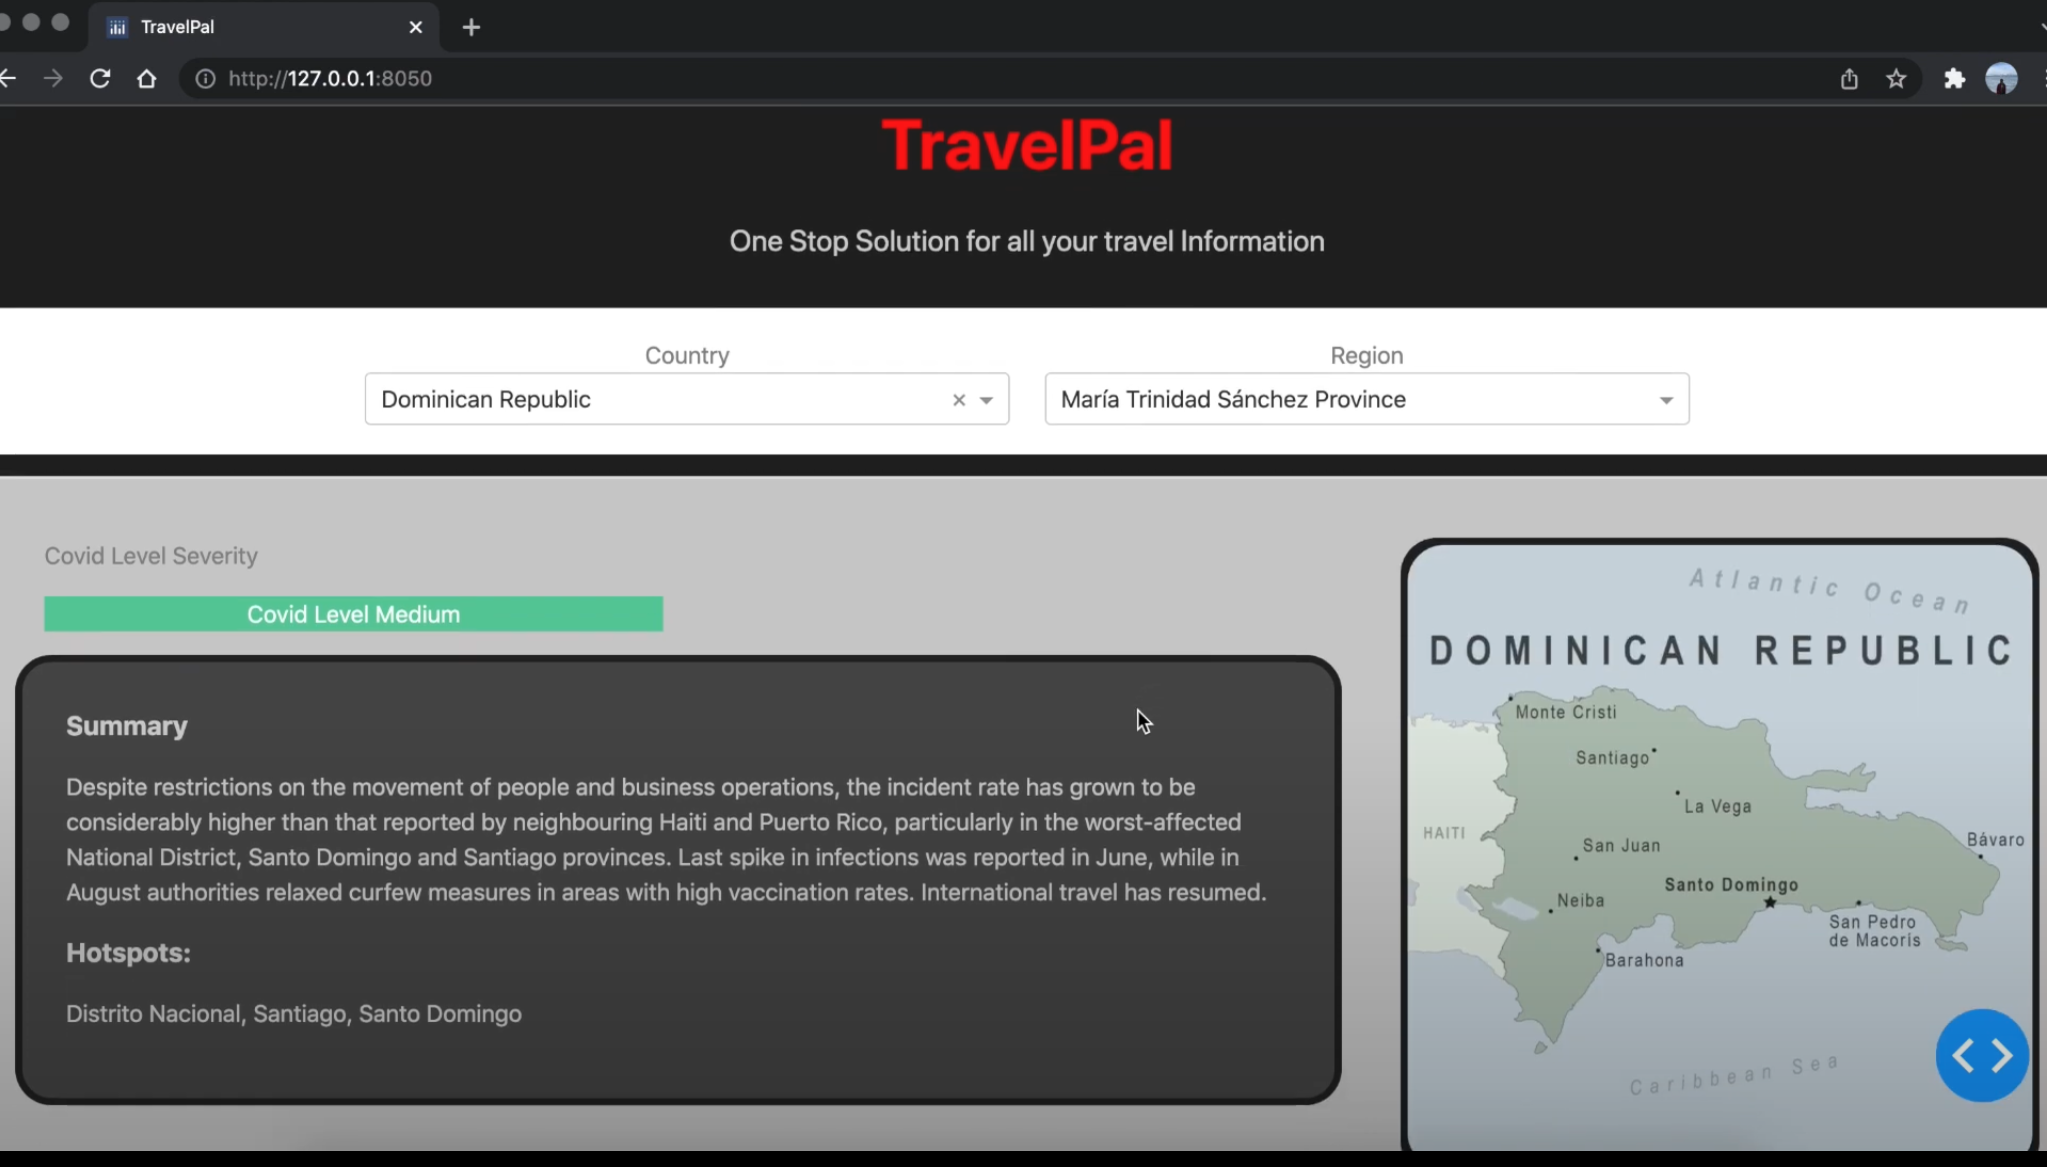 TravelPal
http://127.0.0.1:8050
TravelPal
One Stop Solution for all your travel Information
Country
Region
Dominican Republic
María Trinidad Sánchez Province
Covid Level Severity
Covid Level Medium
Summary
Despite restrictions on the movement of people and business operations, the incident rate has grown to be
considerably higher than that reported by neighbouring Haiti and Puerto Rico, particularly in the worst-affected
National District, Santo Domingo and Santiago provinces. Last spike in infections was reported in June, while in
August authorities relaxed curfew measures in areas with high vaccination rates. International travel has resumed.
Hotspots:
Distrito Nacional, Santiago, Santo Domingo
Atlantic Ocean
DOMINICAN REPUBLIC
Monte Cristi
Santiago
La Vega
HAITI
Bávaro
San Juan
Santo Domingo
Neiba
San Pedro
de Macorís
Barahona
Caribbean Sea